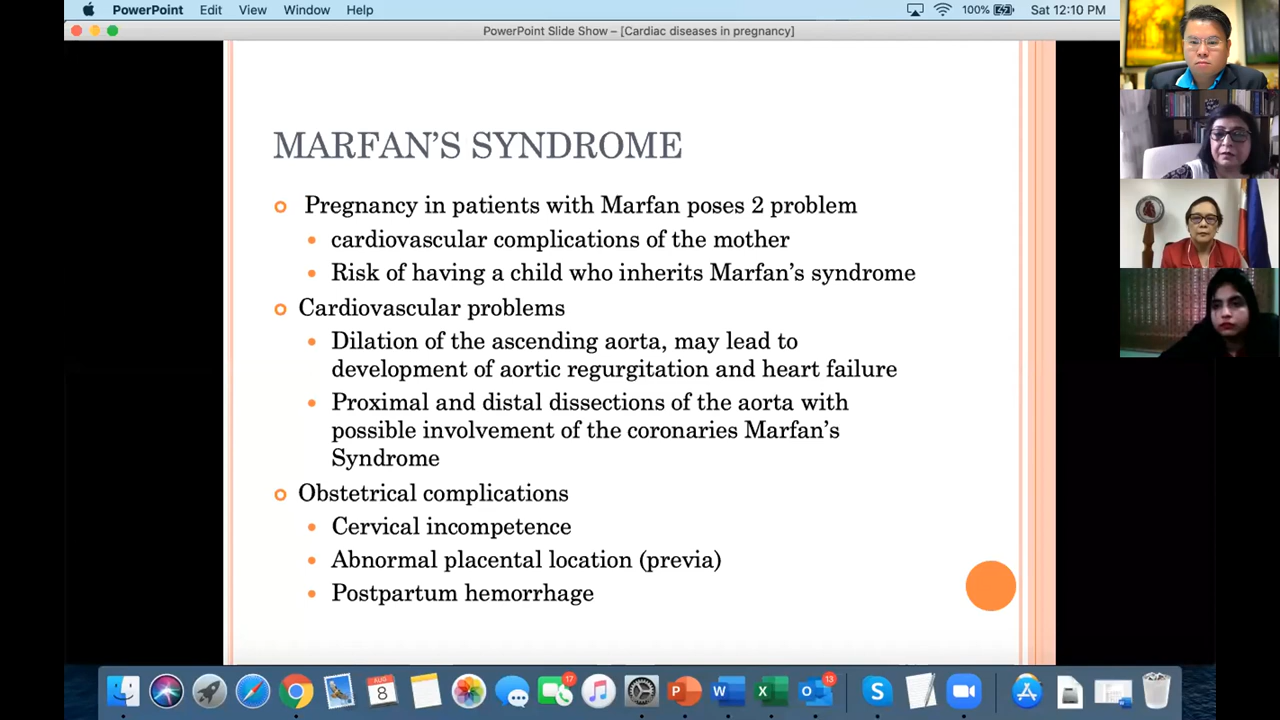 PowerPoint Edit View Window Help 100% Sat 12:10 PM
PowerPoint Slide Show – [Cardiac diseases in pregnancy]
MARFAN’S SYNDROME
Pregnancy in patients with Marfan poses 2 problem
cardiovascular complications of the mother
Risk of having a child who inherits Marfan’s syndrome
Cardiovascular problems
Dilation of the ascending aorta, may lead to
development of aortic regurgitation and heart failure
Proximal and distal dissections of the aorta with
possible involvement of the coronaries Marfan’s
Syndrome
Obstetrical complications
Cervical incompetence
Abnormal placental location (previa)
Postpartum hemorrhage
AUG
8
17
P
W
X
O
13
S